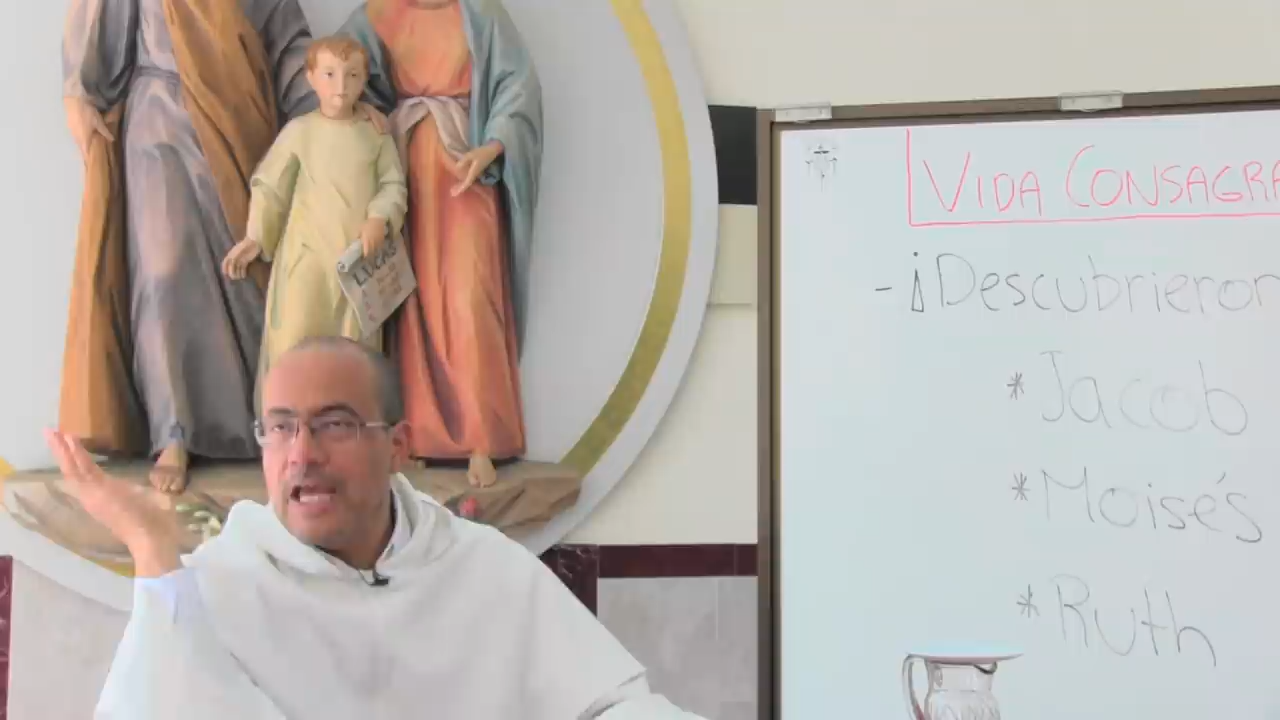 LUCAS
VIDA CONSAGRA
- ¡Descubrieron
* Jacob
* Moisés
* Ruth